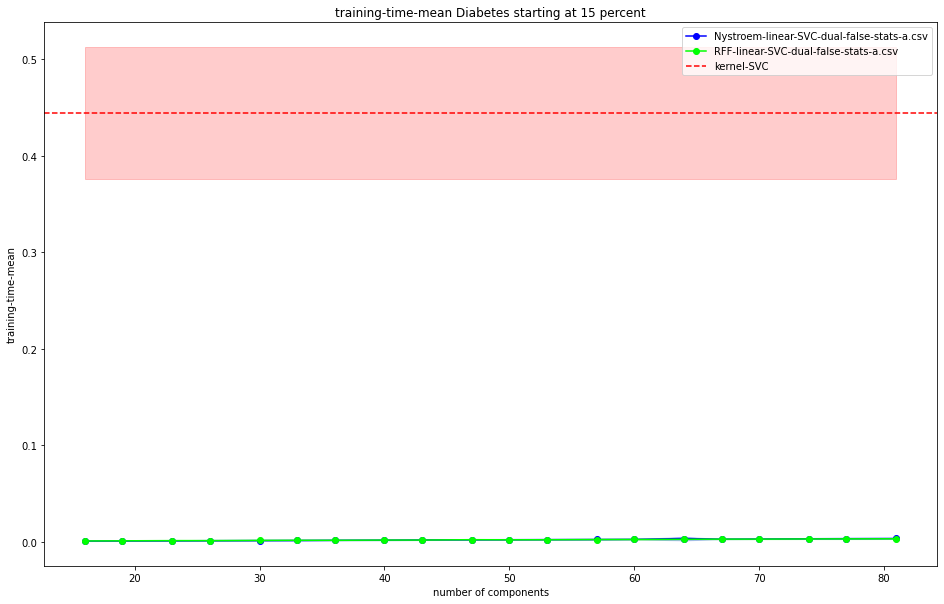 training-time-mean Diabetes starting at 15 percent
Nystroem-linear-SVC-dual-false-stats-a.csv
RFF-linear-SVC-dual-false-stats-a.csv
kernel-SVC
training-time-mean
0.5
0.4
0.3
0.2
0.1
0.0
20 30 40 50 60 70 80
number of components